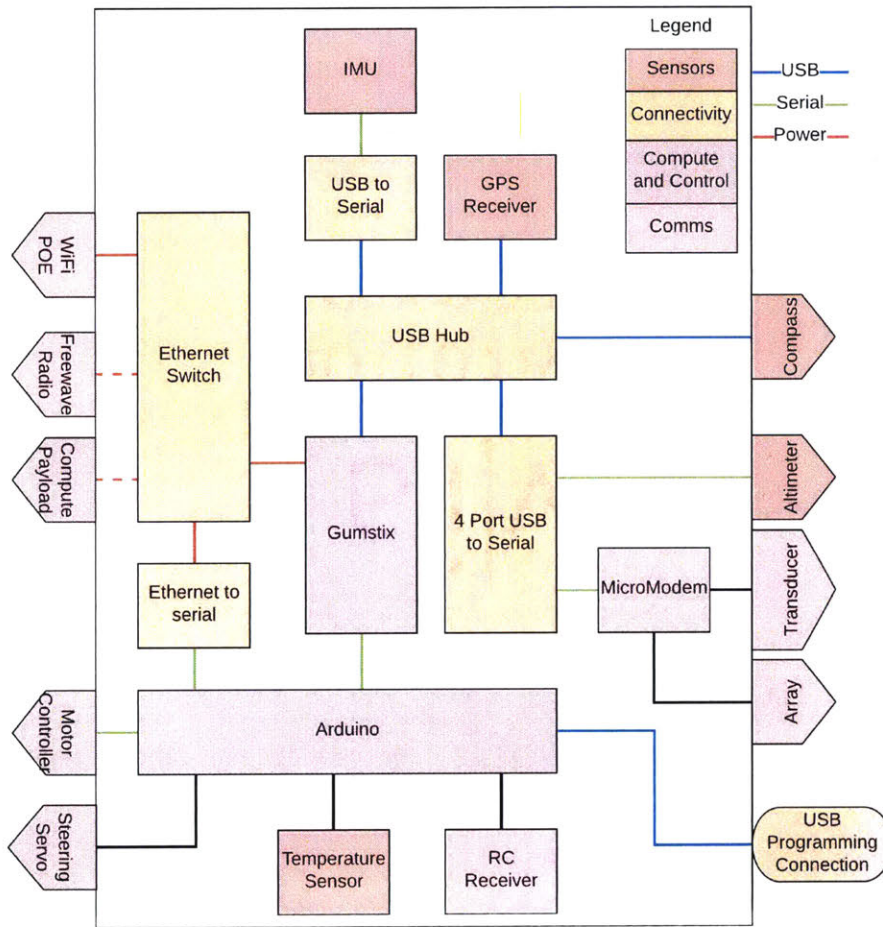 Legend
IMU
Sensors
USB
Connectivity
Serial
Power
USB to
Serial
GPS
Receiver
Compute
and Control
Comms
WiFi
POE
Ethernet
Switch
USB Hub
Compass
Freewave
Radio
Compute
Payload
Gumstix
4 Port USB
to Serial
Altimeter
Ethernet to
serial
MicroModem
Transducer
Motor
Controller
Arduino
Array
Steering
Servo
Temperature
Sensor
RC
Receiver
USB
Programming
Connection